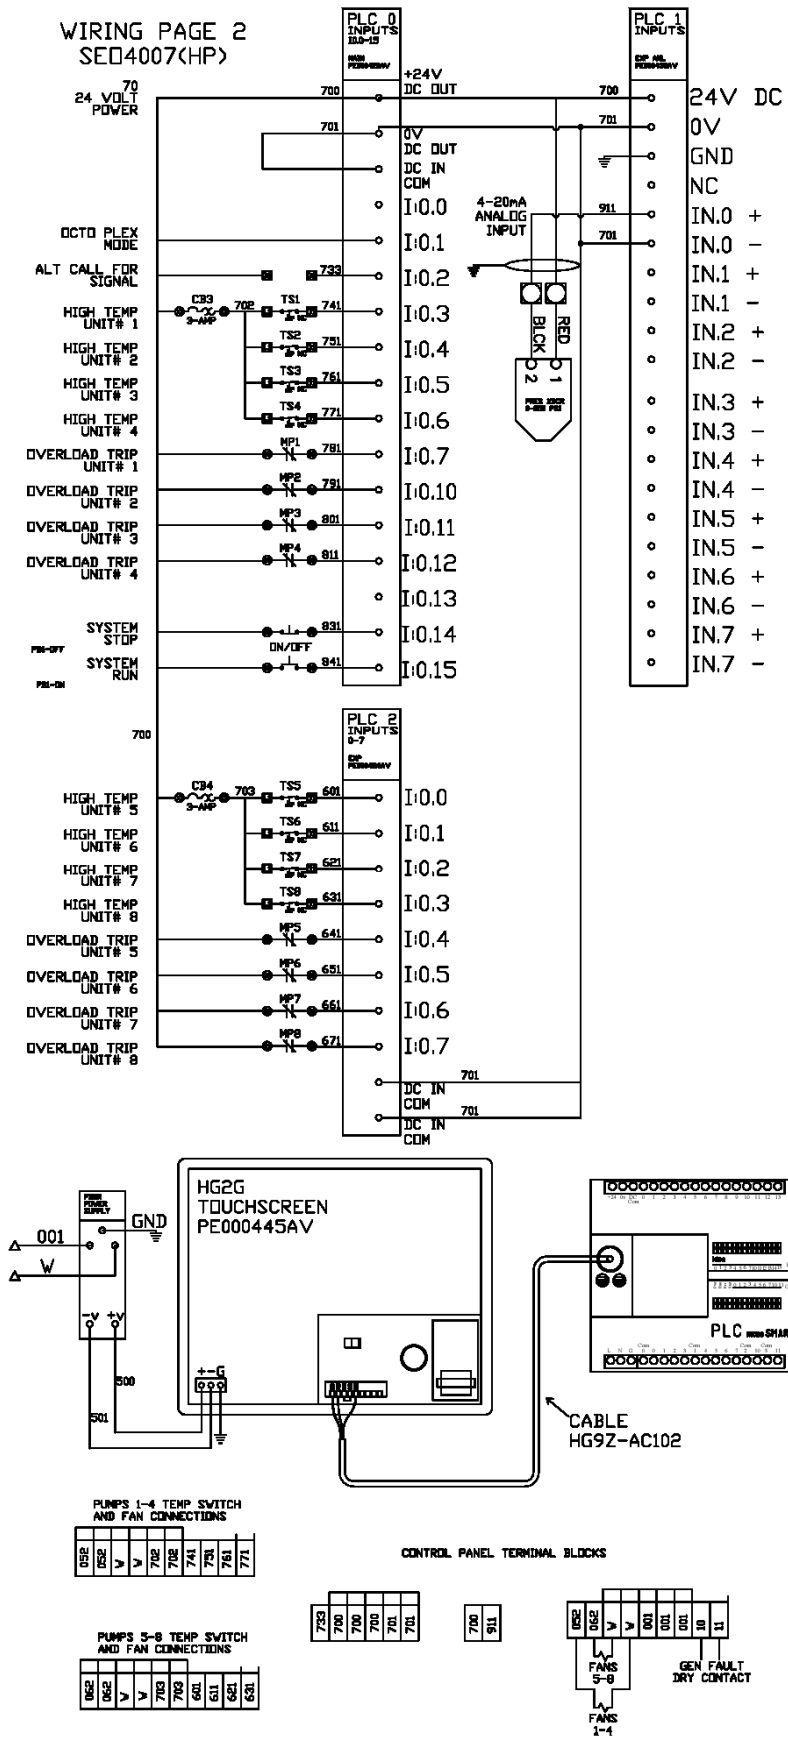 WIRING PAGE 2
SEO4007(HP)
PLC 0
INPUTS
I0.0-15
MAIN
PLC 1
INPUTS
70
24 VOLT
POWER
700
+24V
DC OUT
700
24V DC
701
0V
DC OUT
701
0V
DC IN
COM
GND
NC
I:0.0
4-20mA
ANALOG
INPUT
911
IN.0 +
OCTO PLEX
MODE
I:0.1
701
IN.0 -
ALT CALL FOR
SIGNAL
733
I:0.2
IN.1 +
HIGH TEMP
UNIT# 1
CB3
3-AMP
702
TS1
741
I:0.3
IN.1 -
BLCK
RED
HIGH TEMP
UNIT# 2
TS2
751
I:0.4
IN.2 +
IN.2 -
2
1
HIGH TEMP
UNIT# 3
TS3
761
I:0.5
IN.3 +
HIGH TEMP
UNIT# 4
TS4
771
I:0.6
IN.3 -
OVERLOAD TRIP
UNIT# 1
MP1
781
I:0.7
IN.4 +
OVERLOAD TRIP
UNIT# 2
MP2
791
I:0.10
IN.4 -
OVERLOAD TRIP
UNIT# 3
MP3
801
I:0.11
IN.5 +
IN.5 -
OVERLOAD TRIP
UNIT# 4
MP4
811
I:0.12
IN.6 +
I:0.13
IN.6 -
SYSTEM
STOP
831
I:0.14
IN.7 +
ON/OFF
SYSTEM
RUN
841
I:0.15
IN.7 -
700
PLC 2
INPUTS
0-7
EXP
HIGH TEMP
UNIT# 5
CB4
3-AMP
703
TS5
601
I:0.0
HIGH TEMP
UNIT# 6
TS6
611
I:0.1
HIGH TEMP
UNIT# 7
TS7
621
I:0.2
HIGH TEMP
UNIT# 8
TS8
631
I:0.3
OVERLOAD TRIP
UNIT# 5
MP5
641
I:0.4
OVERLOAD TRIP
UNIT# 6
MP6
651
I:0.5
OVERLOAD TRIP
UNIT# 7
MP7
661
I:0.6
OVERLOAD TRIP
UNIT# 8
MP8
671
I:0.7
701
DC IN
COM
701
DC IN
COM
POWER
SUPPLY
GND
001
W
-V +V
500
501
HG2G
TOUCHSCREEN
PE000445AV
+-G
PLC
CABLE
HG9Z-AC102
PUMPS 1-4 TEMP SWITCH
AND FAN CONNECTIONS
052 052 W W 702 702 741 751 761 771
CONTROL PANEL TERMINAL BLOCKS
733 700 700 700 701 701
700 911
052 062 W W 001 001 001 10 11
FANS
5-8
GEN FAULT
DRY CONTACT
FANS
1-4
PUMPS 5-8 TEMP SWITCH
AND FAN CONNECTIONS
062 062 W W 703 703 601 611 621 631